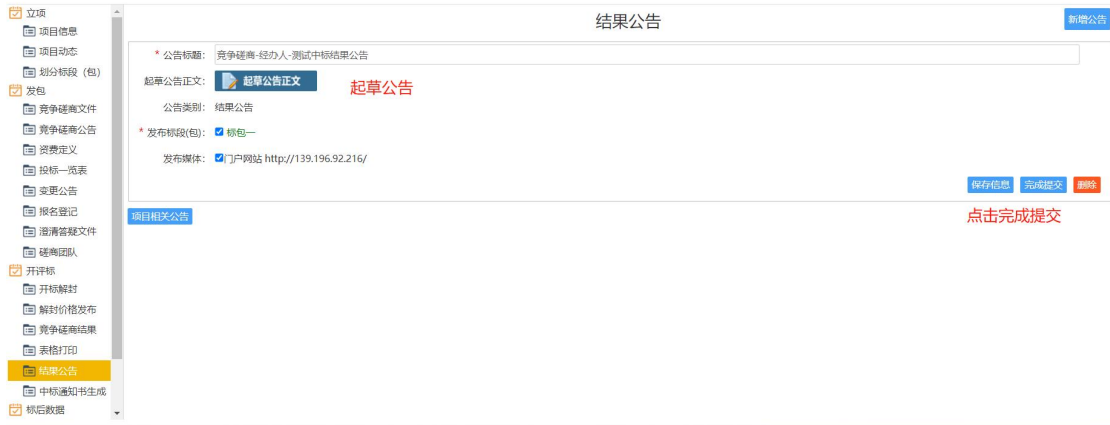 立项
项目信息
项目动态
划分标段（包）
发包
竞争磋商文件
竞争磋商公告
资费定义
投标一览表
变更公告
报名登记
澄清答疑文件
磋商团队
开评标
开标解封
解封价格发布
竞争磋商结果
表格打印
结果公告
中标通知书生成
标后数据
结果公告
新增公告
* 公告标题： 竞争磋商-经办人-测试中标结果公告
起草公告正文： 起草公告正文
起草公告
公告类别： 结果公告
* 发布标段(包)： 标包一
发布媒体： 门户网站 http://139.196.92.216/
保存信息 完成提交 删除
项目相关公告
点击完成提交